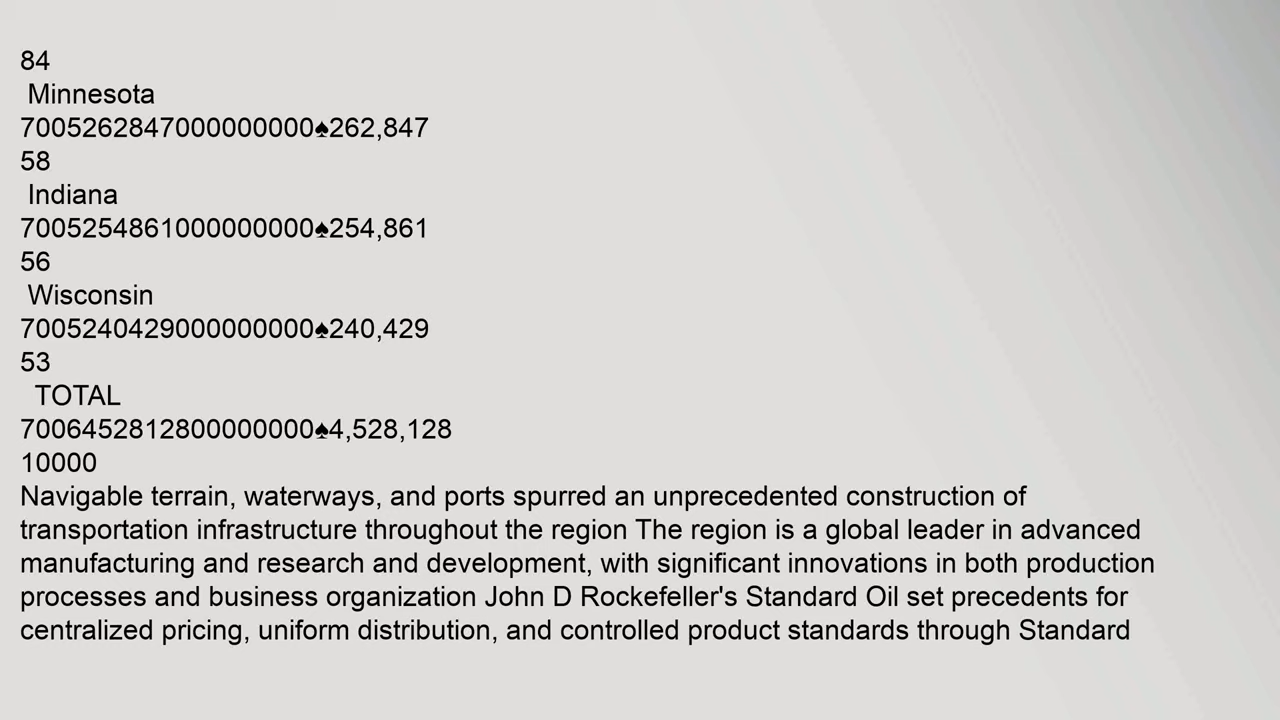 84
Minnesota
7005262847000000000♠262,847
58
Indiana
7005254861000000000♠254,861
56
Wisconsin
7005240429000000000♠240,429
53
TOTAL
7006452812800000000♠4,528,128
10000
Navigable terrain, waterways, and ports spurred an unprecedented construction of
transportation infrastructure throughout the region The region is a global leader in advanced
manufacturing and research and development, with significant innovations in both production
processes and business organization John D Rockefeller's Standard Oil set precedents for
centralized pricing, uniform distribution, and controlled product standards through Standard